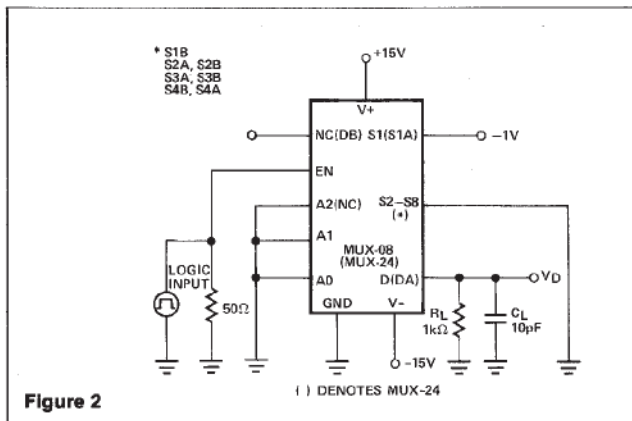 * S1B
S2A, S2B
S3A, S3B
S4B, S4A
+15V
V+
NC(DB) S1(S1A)
−1V
EN
A2(NC) S2−S8
(*)
A1
MUX-08
(MUX-24)
LOGIC
INPUT
A0
D(DA)
VD
50Ω
GND
V−
RL
1kΩ
CL
10pF
−15V
( ) DENOTES MUX-24
Figure 2